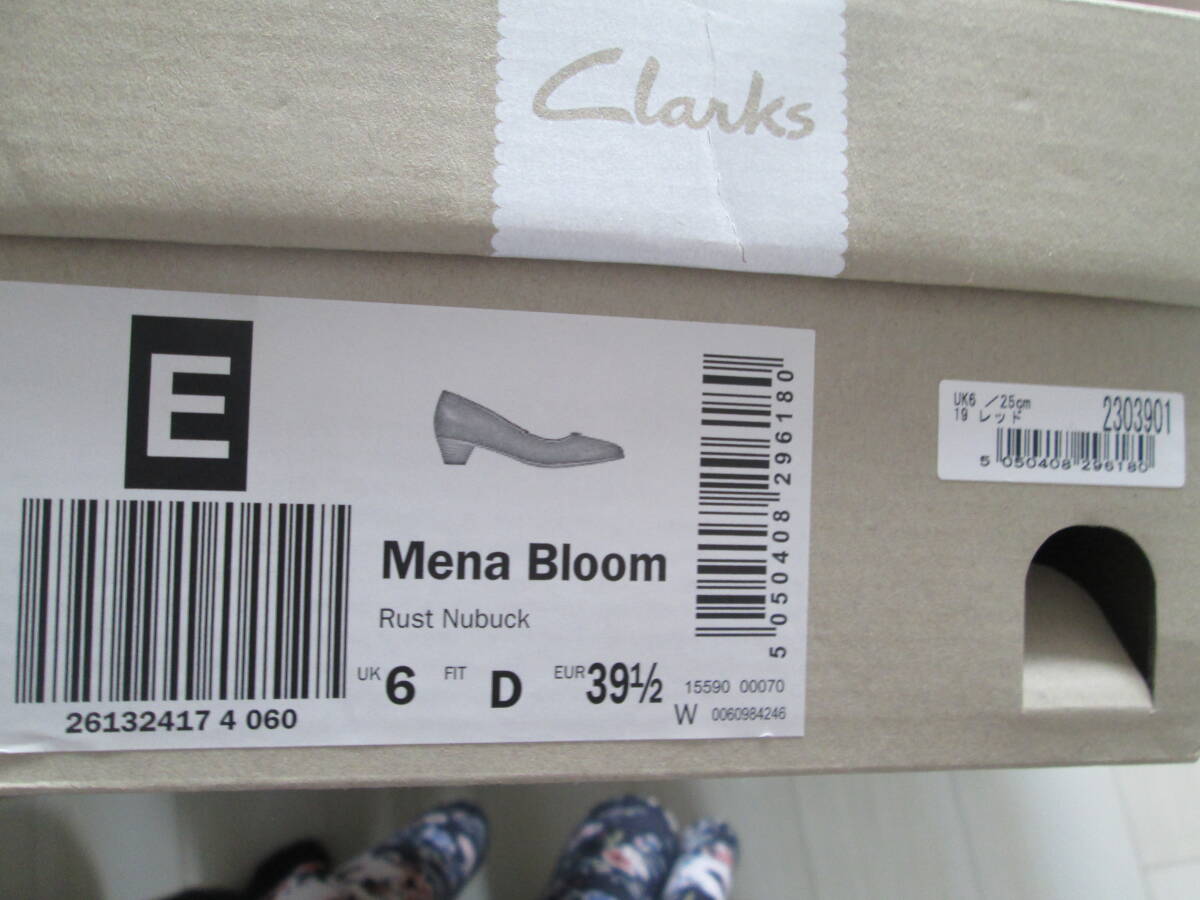 Clarks
E
26132417 4 060
Mena Bloom
Rust Nubuck
UK 6 FIT D EUR 39½
15590 00070
W 0060984246
5 050408 296180
UK6 /25cm
19 レッド
2303901
5 050408 296180